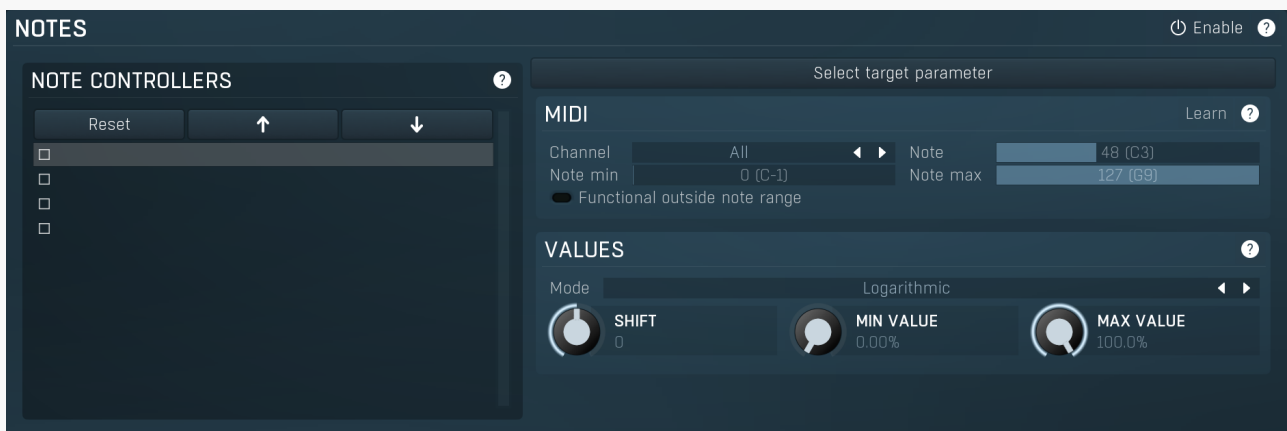 NOTES
Enable ?
NOTE CONTROLLERS ?
Reset
Select target parameter
MIDI
Learn ?
Channel All Note 48 (C3)
Note min 0 (C-1) Note max 127 (G9)
Functional outside note range
VALUES ?
Mode Logarithmic
SHIFT
0
MIN VALUE
0.00%
MAX VALUE
100.0%